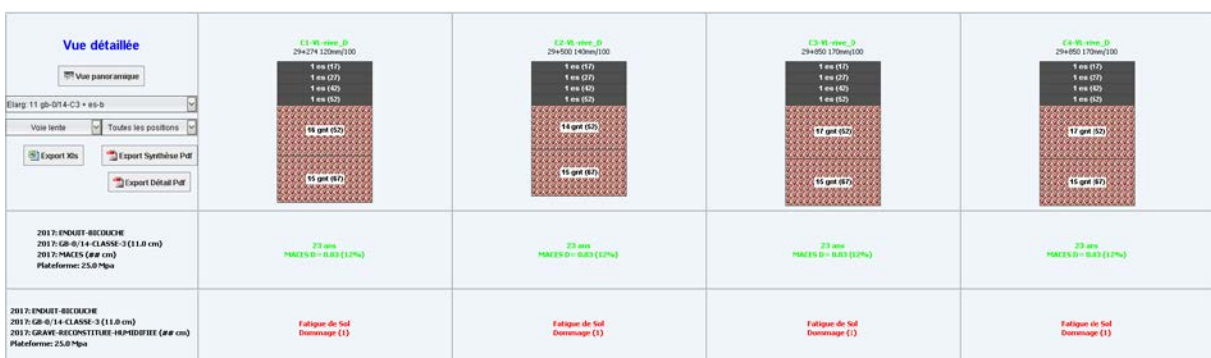 Vue détaillée
Vue panoramique
Elarg: 11 gb-0/14-C3 + es-b
Voie lente
Toutes les positions
Export Xls
Export Synthèse Pdf
Export Détail Pdf
C1-VL-rive_D
29+274 120mm/100
1 es (17)
1 es (27)
1 es (42)
1 es (52)
16 gnt (52)
15 gnt (67)
C2-VL-rive_D
29+500 140mm/100
1 es (17)
1 es (27)
1 es (42)
1 es (52)
14 gnt (52)
15 gnt (67)
C3-VL-rive_D
29+850 170mm/100
1 es (17)
1 es (27)
1 es (42)
1 es (52)
17 gnt (52)
15 gnt (67)
C4-VL-rive_D
29+850 170mm/100
1 es (17)
1 es (27)
1 es (42)
1 es (52)
17 gnt (52)
15 gnt (67)
2017: ENDUIT-BICOUCHE
2017: GB-0/14-CLASSE-3 (11.0 cm)
2017: MACES (## cm)
Plateforme: 25.0 Mpa
23 ans
MACES D= 0.83 (12%)
23 ans
MACES D= 0.83 (12%)
23 ans
MACES D= 0.83 (12%)
23 ans
MACES D= 0.83 (12%)
2017: ENDUIT-BICOUCHE
2017: GB-0/14-CLASSE-3 (11.0 cm)
2017: GRAVE-RECONSTITUEE-HUMIDIFIEE (## cm)
Plateforme: 25.0 Mpa
Fatigue de Sol
Dommage (1)
Fatigue de Sol
Dommage (1)
Fatigue de Sol
Dommage (1)
Fatigue de Sol
Dommage (1)